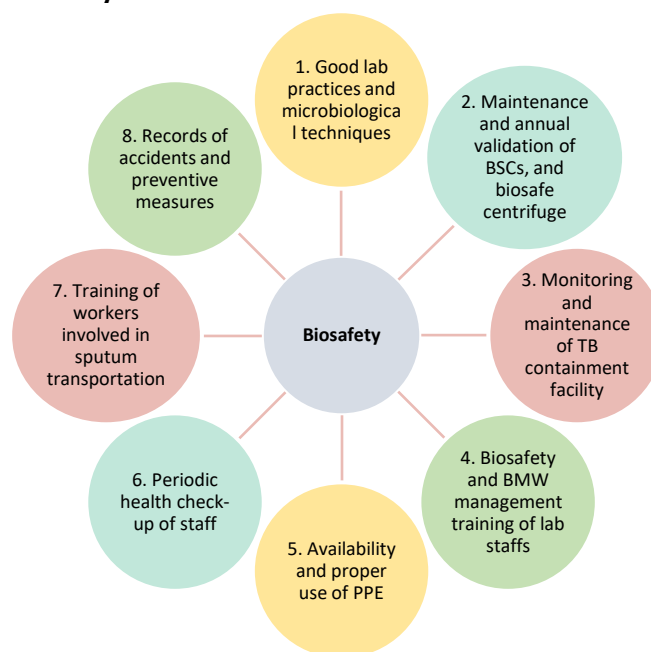 1. Good lab
practices and
microbiologica
l techniques
2. Maintenance
and annual
validation of
BSCs, and
biosafe
centrifuge
3. Monitoring
and
maintenance
of TB
containment
facility
4. Biosafety
and BMW
management
training of lab
staffs
5. Availability
and proper
use of PPE
6. Periodic
health check-
up of staff
7. Training of
workers
involved in
sputum
transportation
8. Records of
accidents and
preventive
measures
Biosafety